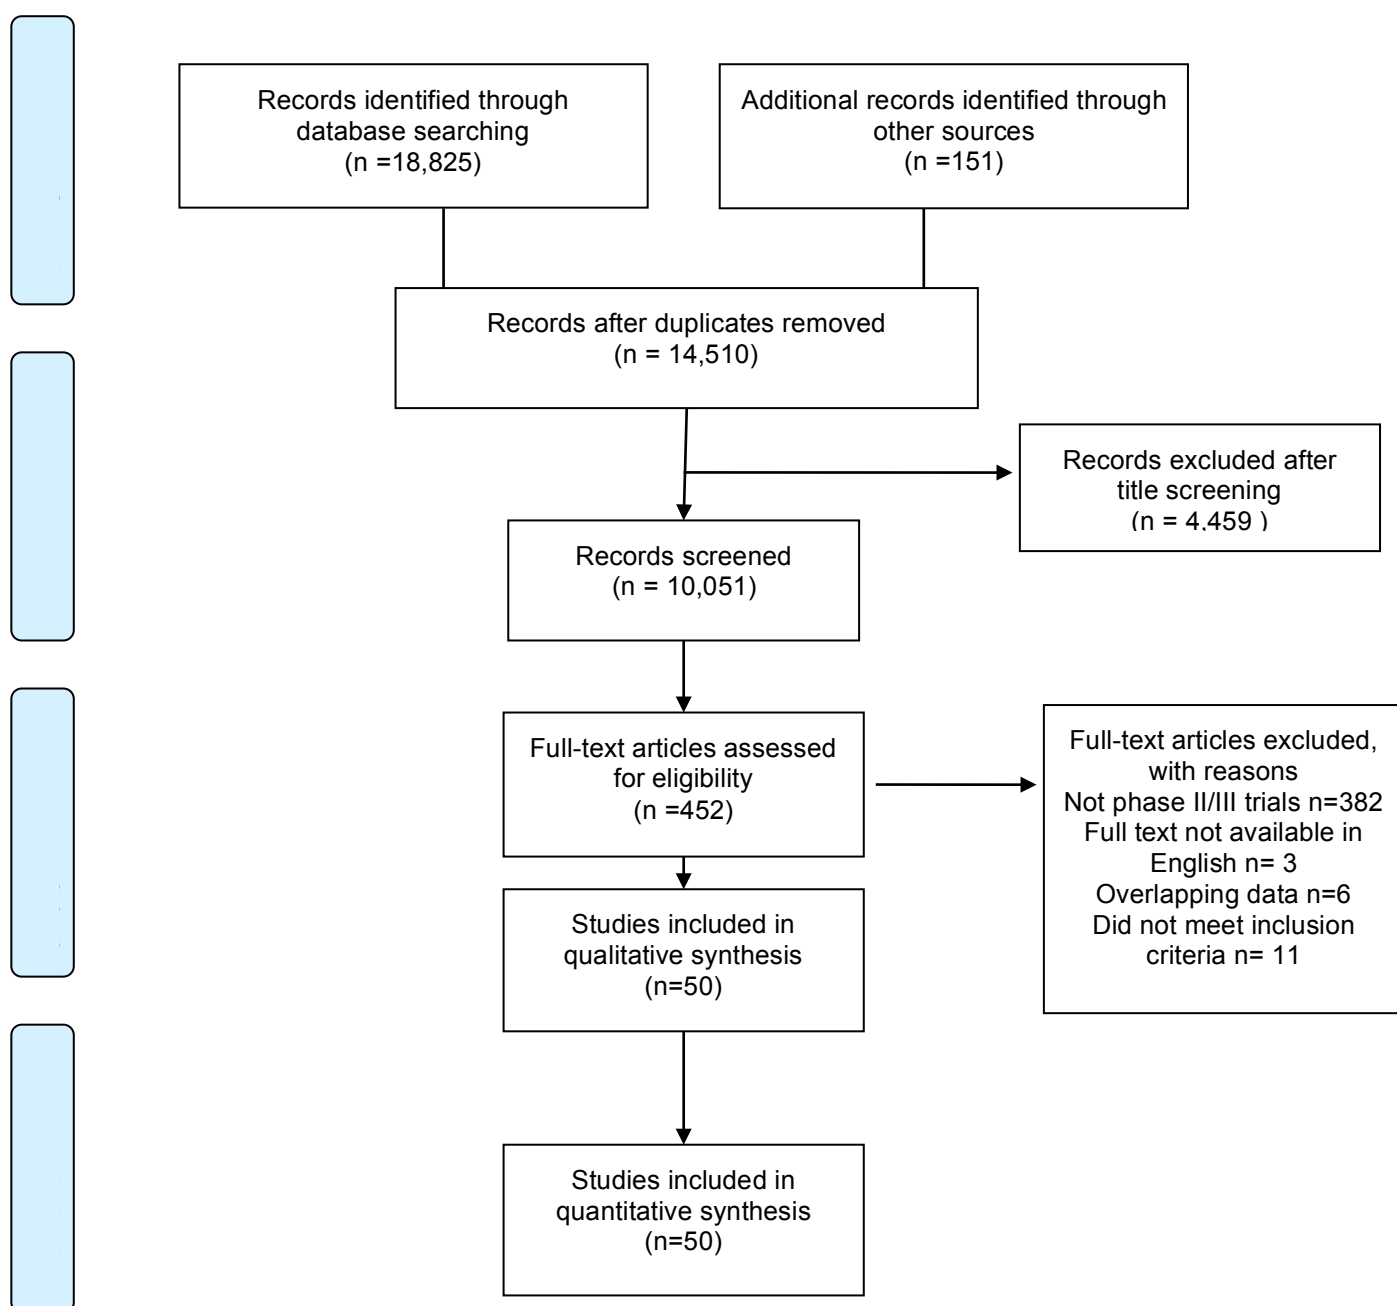 Records identified through
database searching
(n =18,825)
Additional records identified through
other sources
(n =151)
Records after duplicates removed
(n = 14,510)
Records excluded after
title screening
(n = 4,459 )
Records screened
(n = 10,051)
Full-text articles assessed
for eligibility
(n =452)
Full-text articles excluded,
with reasons
Not phase II/III trials n=382
Full text not available in
English n= 3
Overlapping data n=6
Did not meet inclusion
criteria n= 11
Studies included in
qualitative synthesis
(n=50)
Studies included in
quantitative synthesis
(n=50)